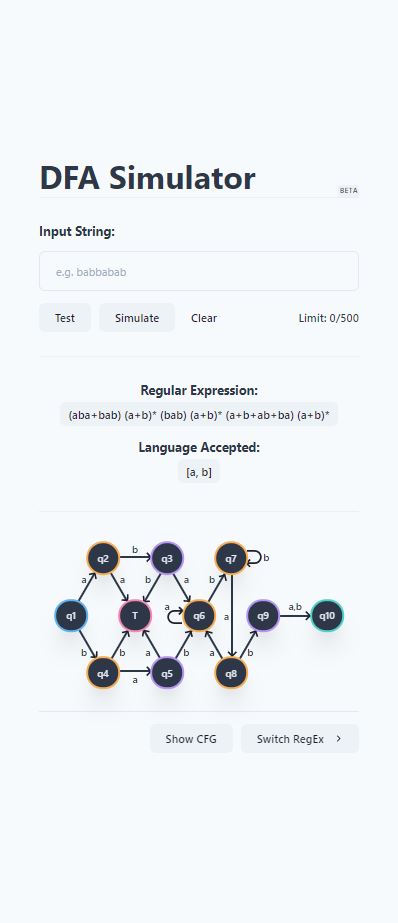 DFA Simulator
BETA
Input String:
e.g. babbabab
Test Simulate Clear Limit: 0/500
Regular Expression:
(aba+bab) (a+b)* (bab) (a+b)* (a+b+ab+ba) (a+b)*
Language Accepted:
[a, b]
q2 b q3 q7 b
a a b a b
q1 T a q6 a q9 a,b q10
b b a b a b
q4 a q5 q8
Show CFG Switch RegEx